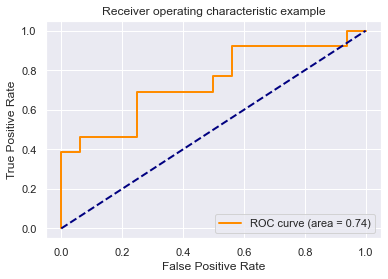 Receiver operating characteristic example
True Positive Rate
1.0
0.8
0.6
0.4
0.2
0.0
ROC curve (area = 0.74)
0.0 0.2 0.4 0.6 0.8 1.0
False Positive Rate